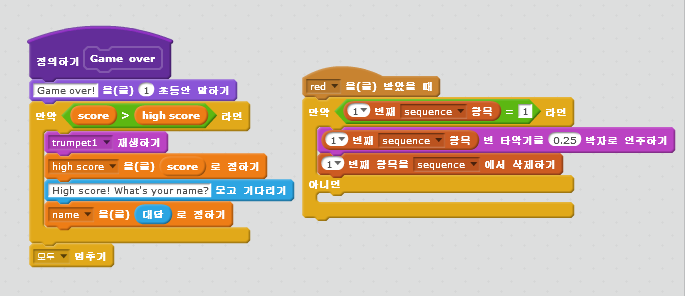 정의하기 Game over
Game over! 을(를) 1 초동안 말하기
만약 score > high score 라면
trumpet1 재생하기
high score 을(를) score 로 정하기
High score! What's your name? 묻고 기다리기
name 을(를) 대답 로 정하기
모두 멈추기
red 을(를) 받았을 때
만약 1 번째 sequence 항목 = 1 라면
1 번째 sequence 항목 번 타악기를 0.25 박자로 연주하기
1 번째 항목을 sequence 에서 삭제하기
아니면